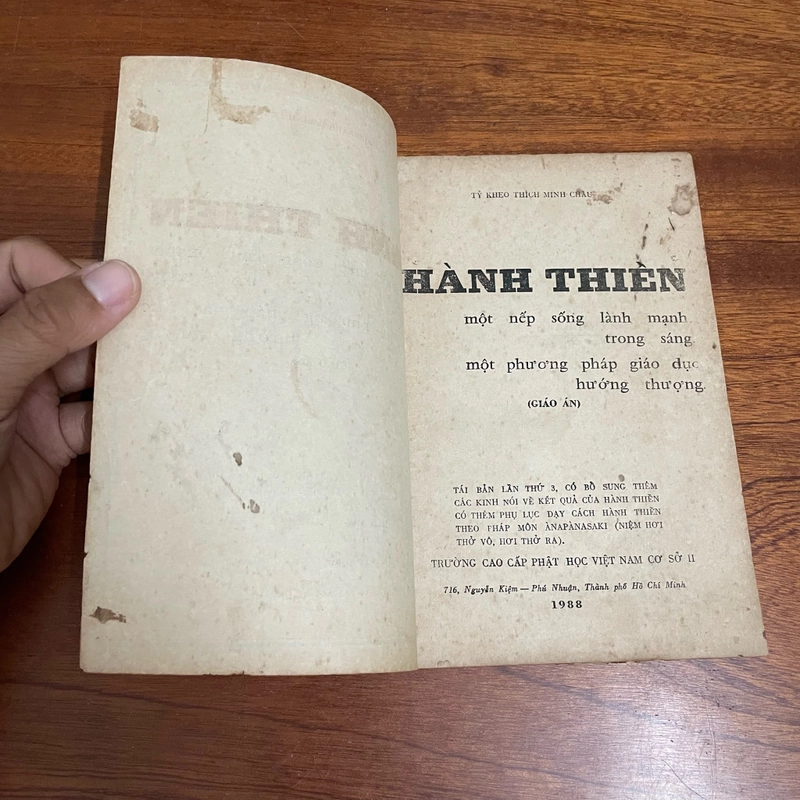 TỶ KHEO THÍCH MINH CHÂU
HÀNH THIỀN
một nếp sống lành mạnh
trong sáng.
một phương pháp giáo dục
hướng thượng.
(GIÁO ÁN)
TÁI BẢN LẦN THỨ 3, CÓ BỔ SUNG THÊM
CÁC KINH NÓI VỀ KẾT QUẢ CỦA HÀNH THIỀN
CÓ THÊM PHỤ LỤC DẠY CÁCH HÀNH THIỀN
THEO PHÁP MÔN ÀNAPÀNASAKI (NIỆM HƠI
THỞ VÔ, HƠI THỞ RA).
TRƯỜNG CAO CẤP PHẬT HỌC VIỆT NAM CƠ SỞ II
716, Nguyễn Kiệm — Phú Nhuận, Thành phố Hồ Chí Minh
1988